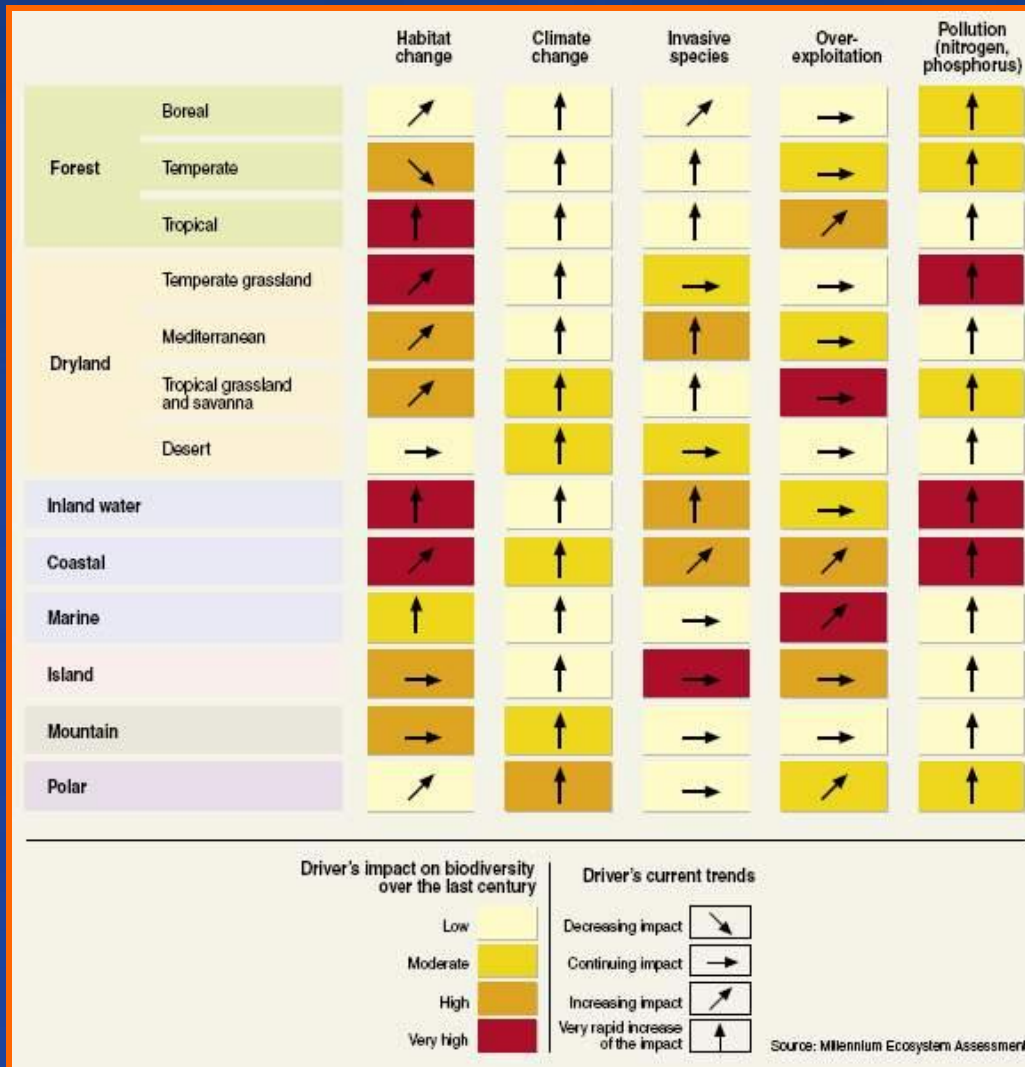 Habitat change
Climate change
Invasive species
Over-exploitation
Pollution (nitrogen, phosphorus)
Forest
Boreal
Temperate
Tropical
Dryland
Temperate grassland
Mediterranean
Tropical grassland
and savanna
Desert
Inland water
Coastal
Marine
Island
Mountain
Polar
Driver's impact on biodiversity
over the last century
Low
Moderate
High
Very high
Driver's current trends
Decreasing impact
Continuing impact
Increasing impact
Very rapid increase
of the impact
Source: Millennium Ecosystem Assessment